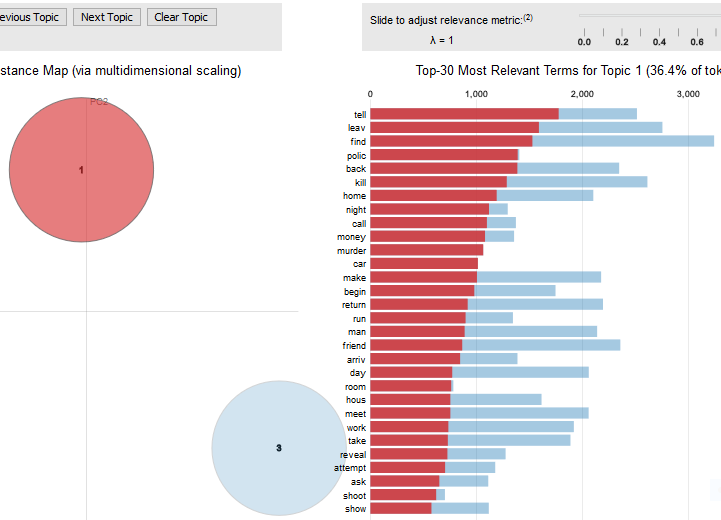 evious Topic Next Topic Clear Topic
Slide to adjust relevance metric:(2)
λ = 1
0.0 0.2 0.4 0.6
stance Map (via multidimensional scaling)
PC2
1
3
Top-30 Most Relevant Terms for Topic 1 (36.4% of tok
0 1,000 2,000 3,000
tell
leav
find
polic
back
kill
home
night
call
money
murder
car
make
begin
return
run
man
friend
arriv
day
room
hous
meet
work
take
reveal
attempt
ask
shoot
show